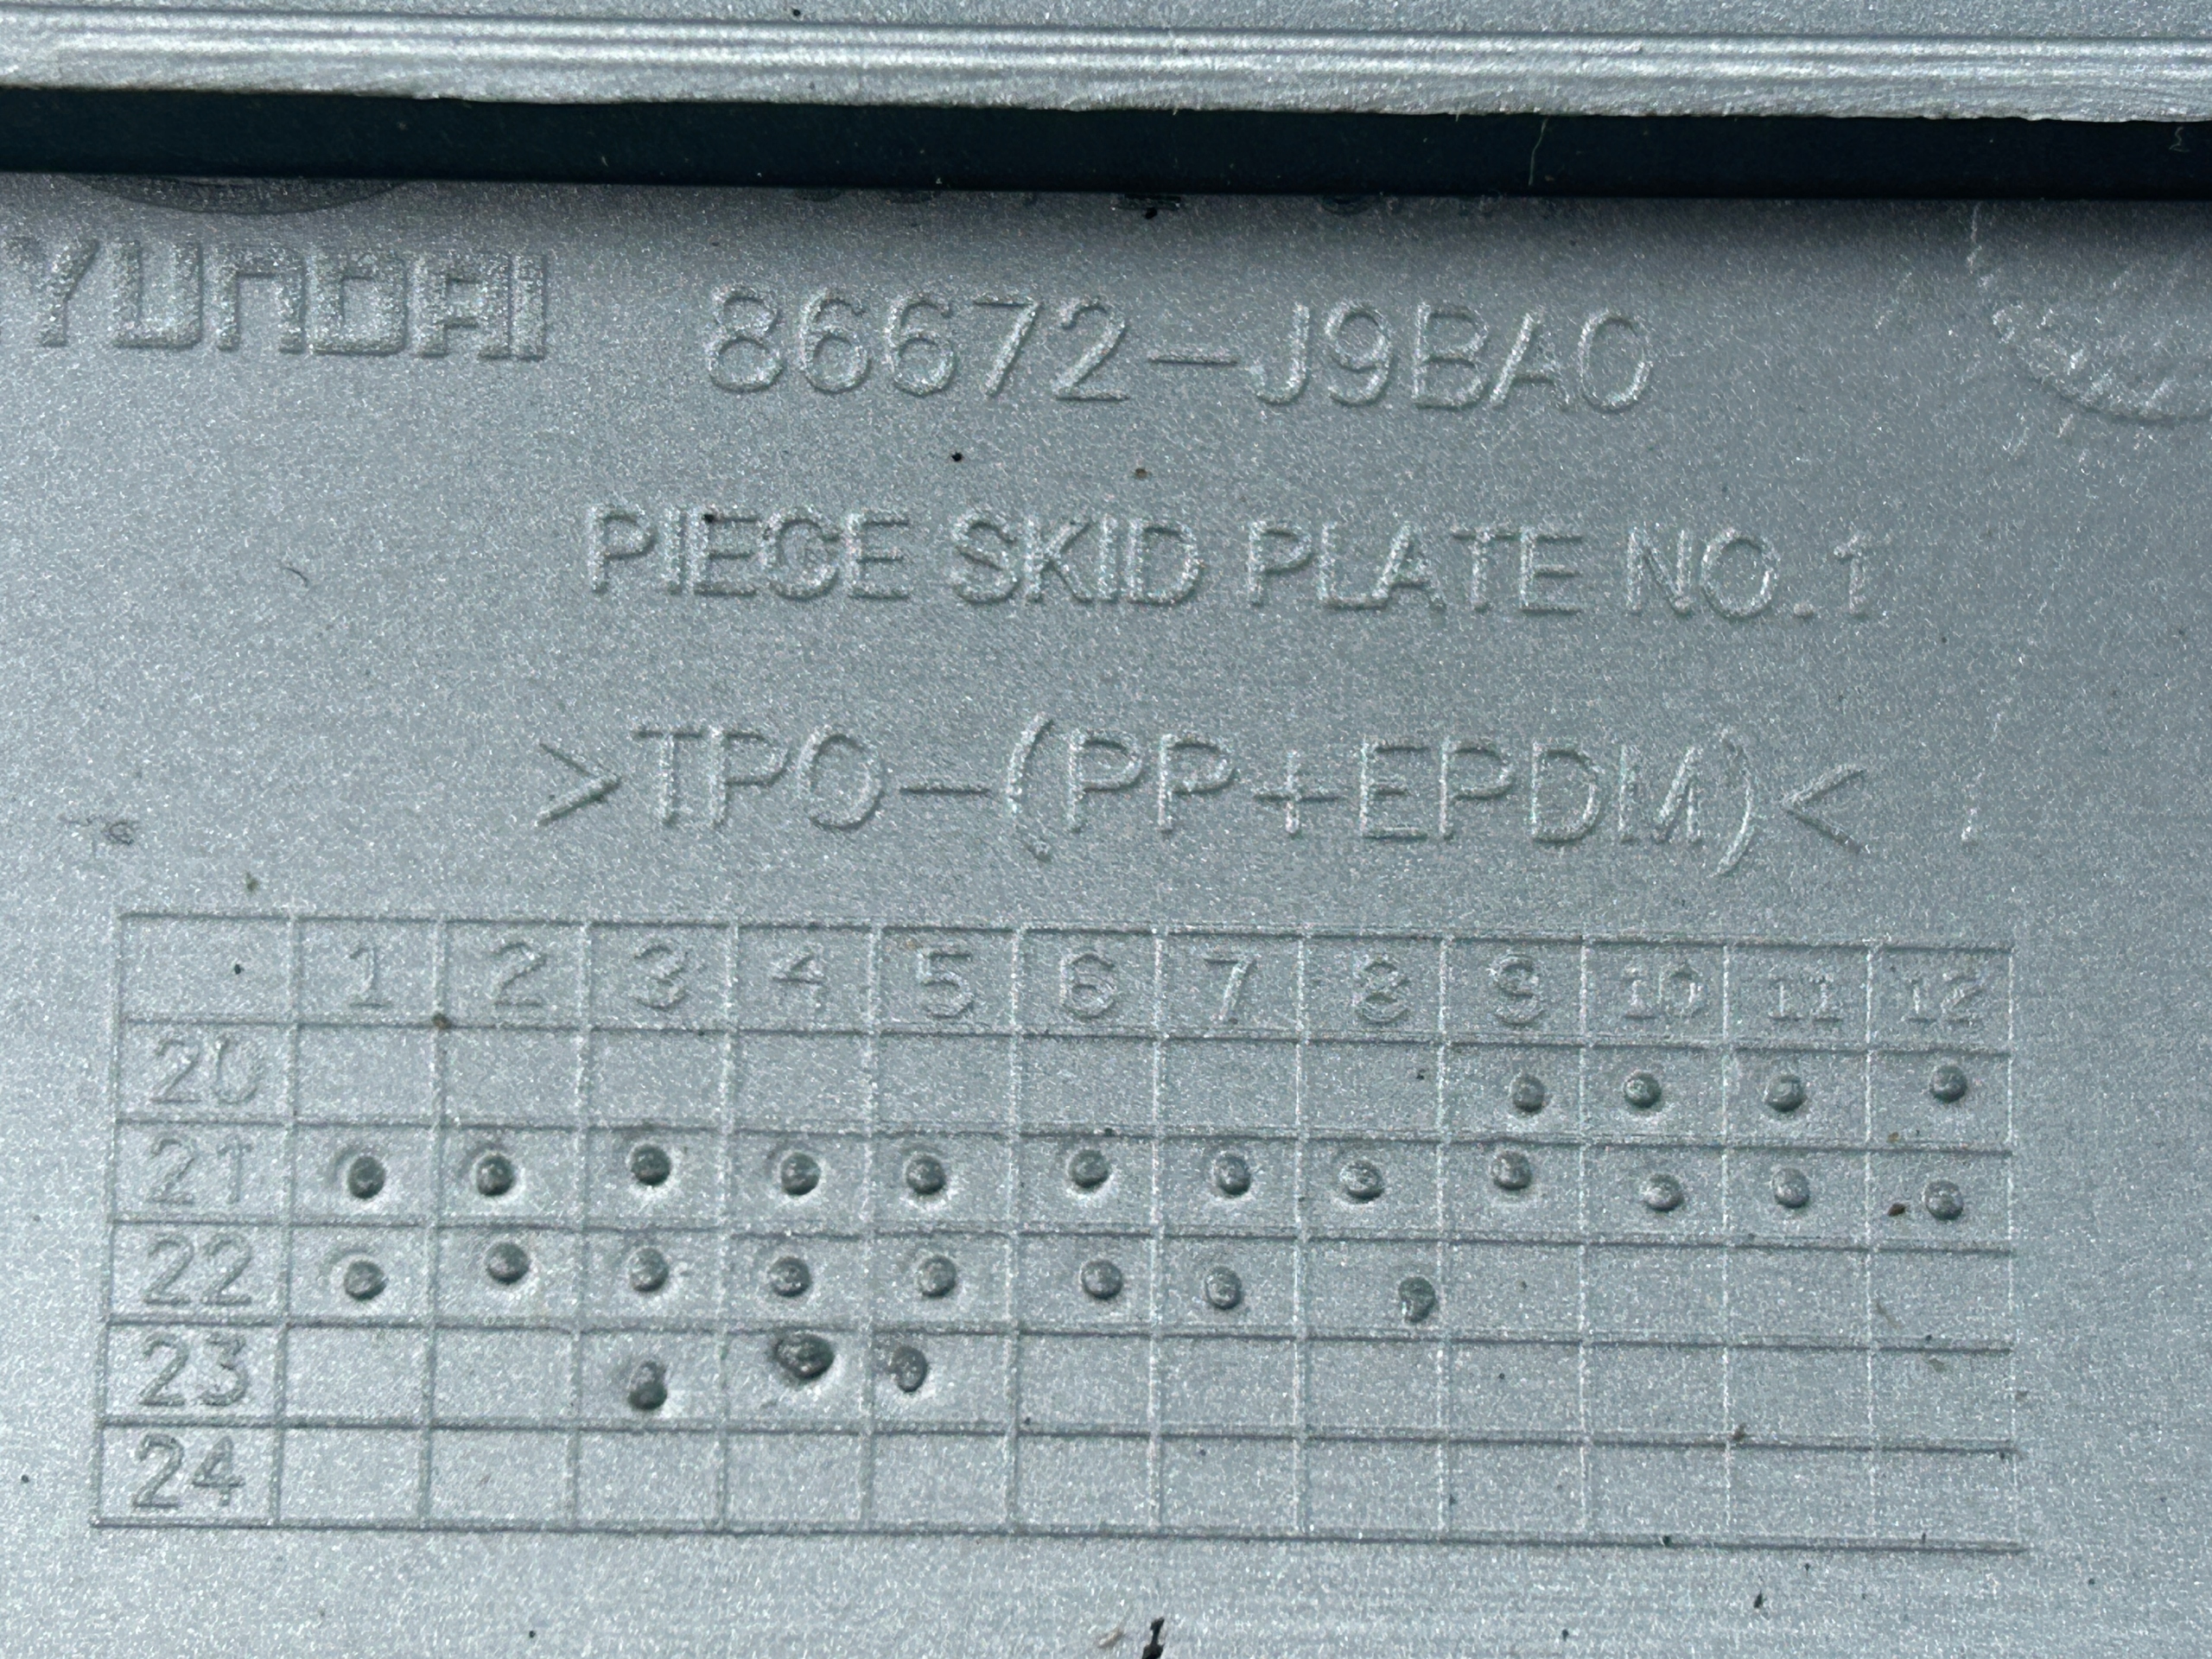 HYUNDAI 86672-J9BA0
PIECE SKID PLATE NO.1
>TPO-(PP+EPDM)<
1 2 3 4 5 6 7 8 9 10 11 12
20
21
22
23
24